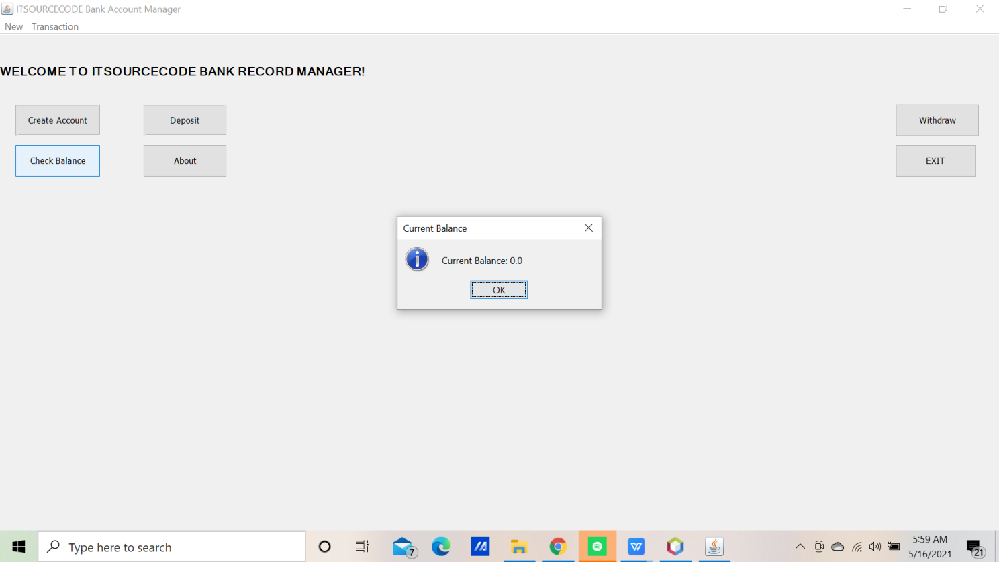 ITSOURCECODE Bank Account Manager
New Transaction
WELCOME TO ITSOURCECODE BANK RECORD MANAGER!
Create Account Deposit Withdraw
Check Balance About EXIT
Current Balance
Current Balance: 0.0
OK
Type here to search
7
5:59 AM
5/16/2021
21